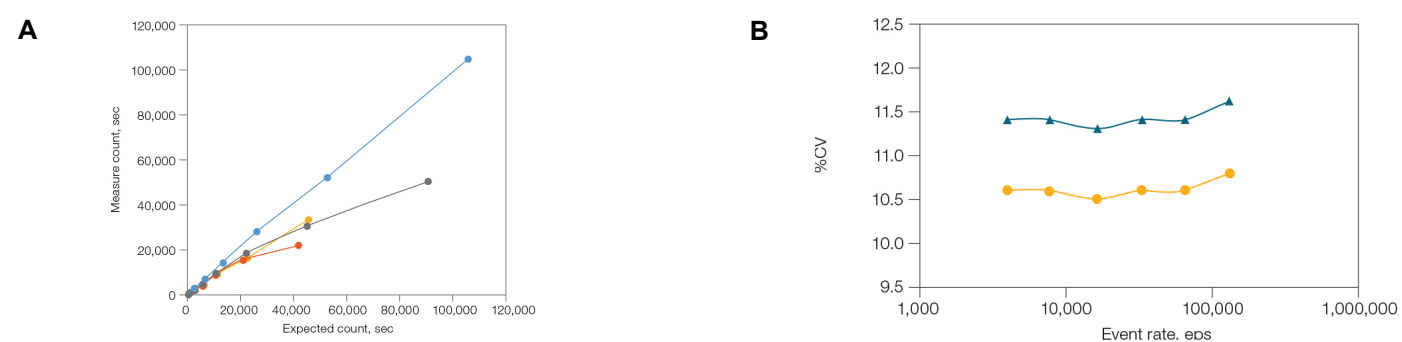 A
120,000
100,000
80,000
60,000
40,000
20,000
0
Measure count, sec
0 20,000 40,000 60,000 80,000 100,000 120,000
Expected count, sec
B
12.5
12.0
11.5
11.0
10.5
10.0
9.5
%CV
1,000 10,000 100,000 1,000,000
Event rate, eps